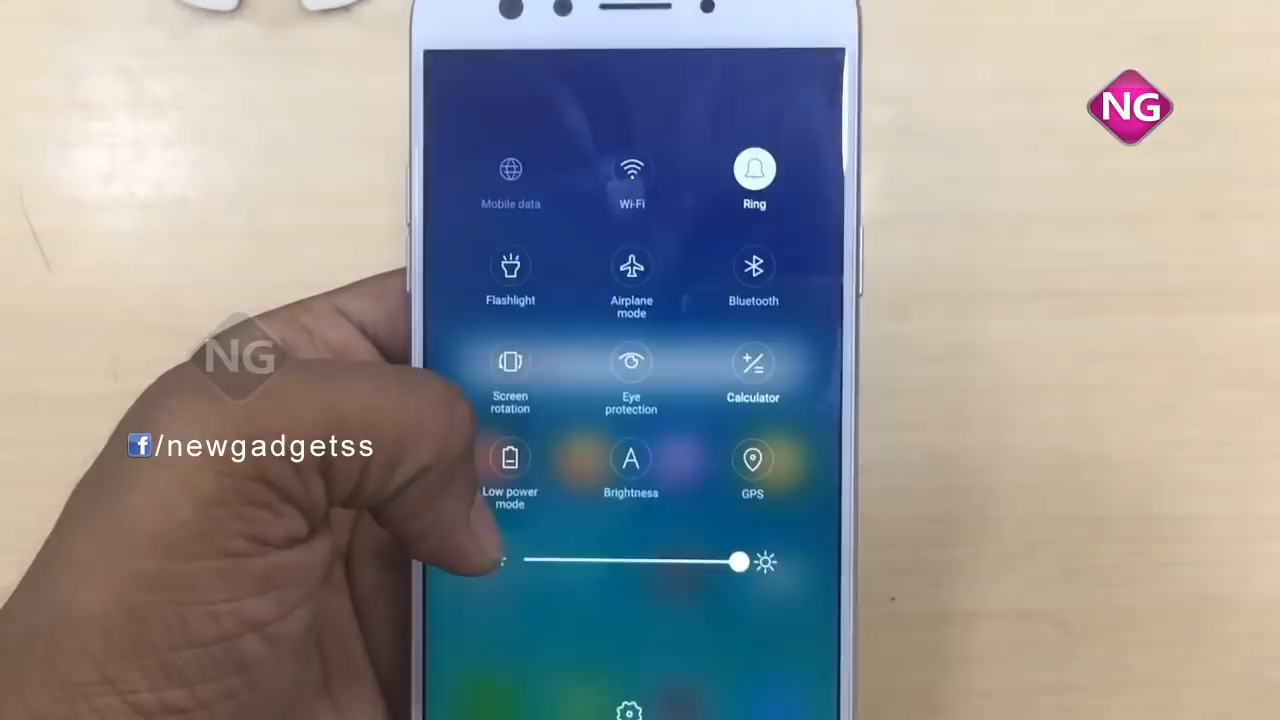 NG
Mobile data
Wi-Fi
Ring
Flashlight
Airplane
mode
Bluetooth
Screen
rotation
Eye
protection
Calculator
NG
f/newgadgetss
Low power
mode
A
Brightness
GPS